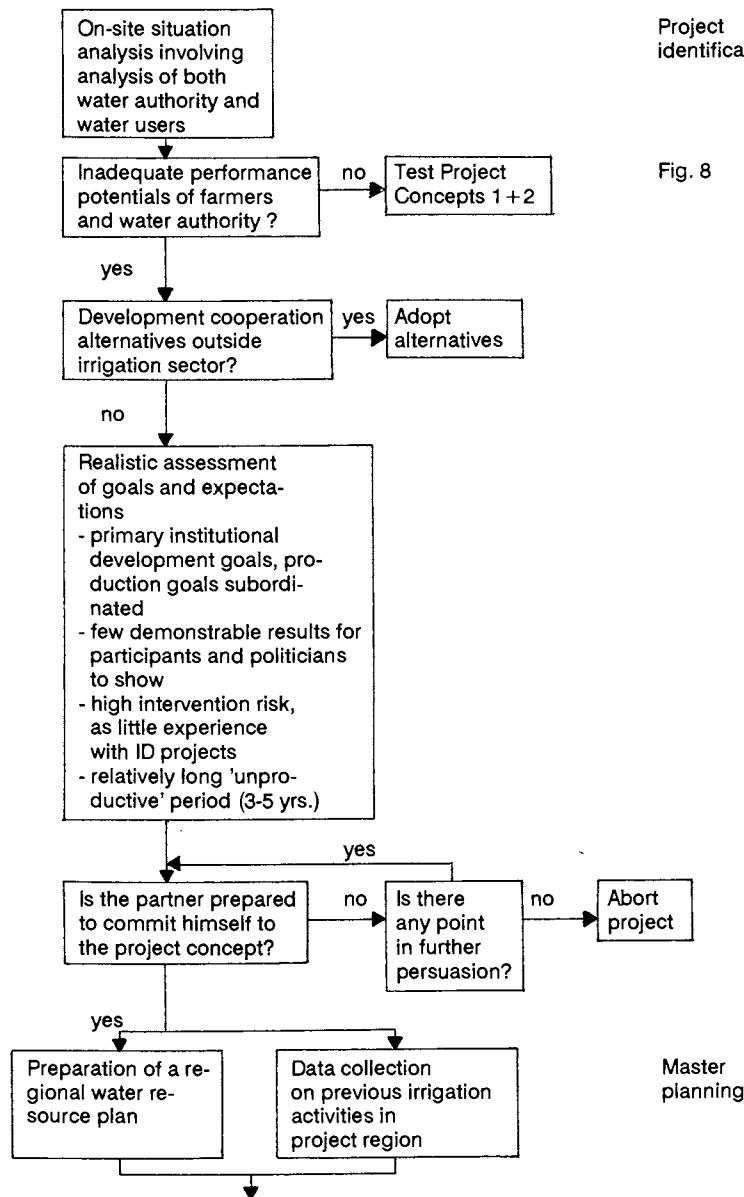 On-site situation
analysis involving
analysis of both
water authority and
water users
Project
identifica
Inadequate performance
potentials of farmers
and water authority ?
no
Test Project
Concepts 1+2
Fig. 8
yes
Development cooperation
alternatives outside
irrigation sector?
yes
Adopt
alternatives
no
Realistic assessment
of goals and expecta-
tions
- primary institutional
development goals, pro-
duction goals subordi-
nated
- few demonstrable results for
participants and politicians
to show
- high intervention risk,
as little experience
with ID projects
- relatively long 'unpro-
ductive' period (3-5 yrs.)
yes
Is the partner prepared
to commit himself to
the project concept?
no
Is there
any point
in further
persuasion?
no
Abort
project
yes
Preparation of a re-
gional water re-
source plan
Data collection
on previous irrigation
activities in
project region
Master
planning